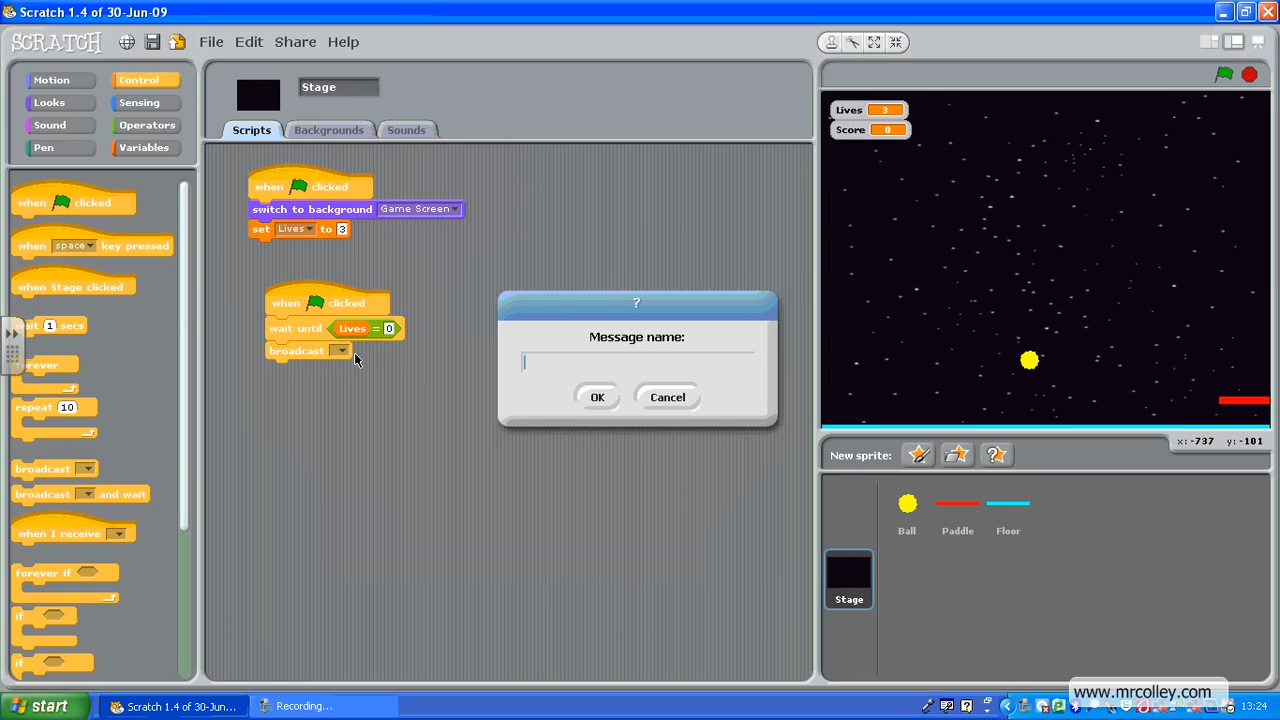 Scratch 1.4 of 30-Jun-09
SCRATCH File Edit Share Help
Motion Control
Looks Sensing
Sound Operators
Pen Variables
when clicked
when space key pressed
when Stage clicked
wait 1 secs
forever
repeat 10
broadcast
broadcast and wait
when I receive
forever if
if
if
Stage
Scripts Backgrounds Sounds
when clicked
switch to background Game Screen
set Lives to 3
when clicked
wait until Lives = 0
broadcast
?
Message name:
OK Cancel
Lives 3
Score 0
x: -737 y: -101
New sprite:
Ball Paddle Floor
Stage
www.mrcolley.com
start Scratch 1.4 of 30-Jun... Recording... 13:24